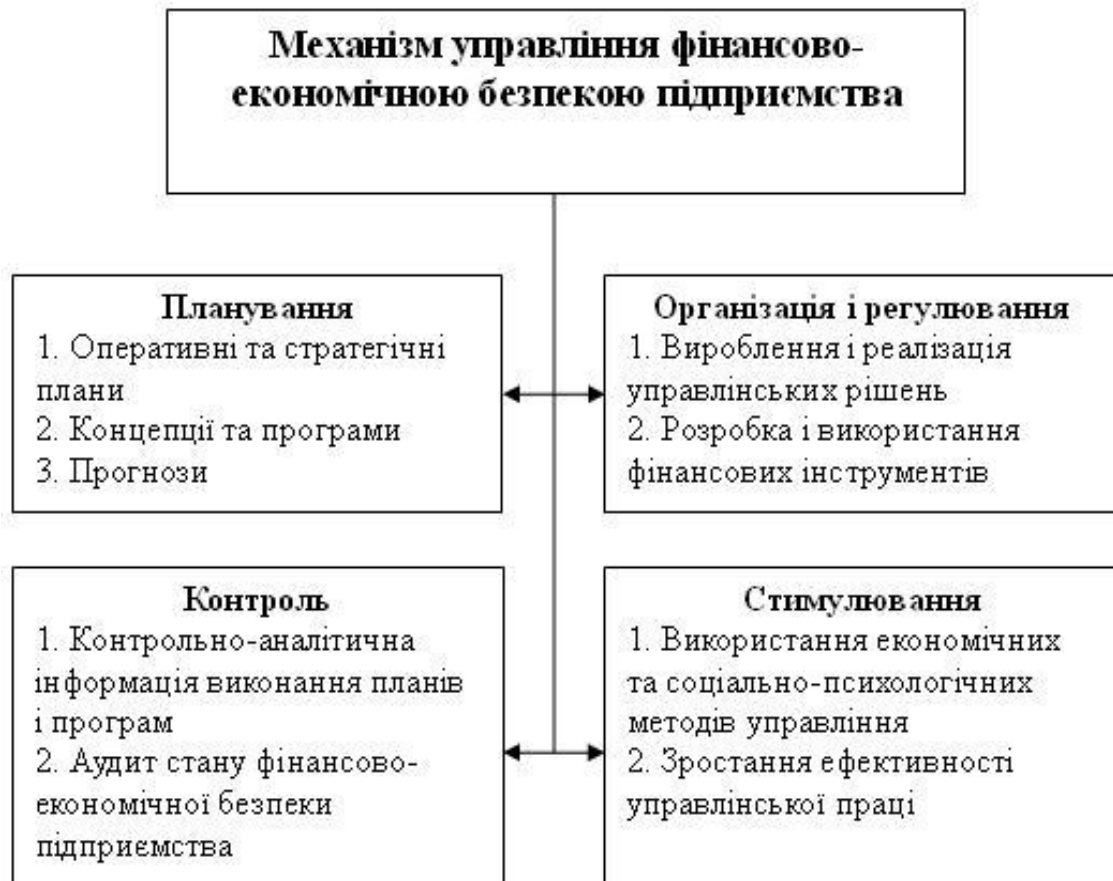 Механізм управління фінансово-
економічною безпекою підприємства
Планування
1. Оперативні та стратегічні
плани
2. Концепції та програми
3. Прогнози
Організація і регулювання
1. Вироблення і реалізація
управлінських рішень
2. Розробка і використання
фінансових інструментів
Контроль
1. Контрольно-аналітична
інформація виконання планів
і програм
2. Аудит стану фінансово-
економічної безпеки
підприємства
Стимулювання
1. Використання економічних
та соціально-психологічних
методів управління
2. Зростання ефективності
управлінської праці